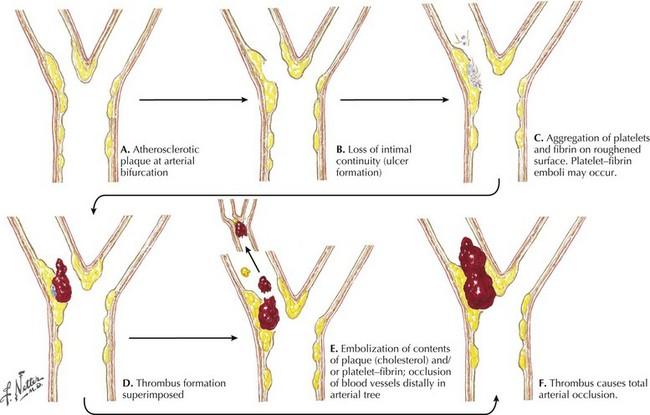 A. Atherosclerotic
plaque at arterial
bifurcation
B. Loss of intimal
continuity (ulcer
formation)
C. Aggregation of platelets
and fibrin on roughened
surface. Platelet–fibrin
emboli may occur.
D. Thrombus formation
superimposed
E. Embolization of contents
of plaque (cholesterol) and/
or platelet–fibrin; occlusion
of blood vessels distally in
arterial tree
F. Thrombus causes total
arterial occlusion.
F. Netter
M.D.